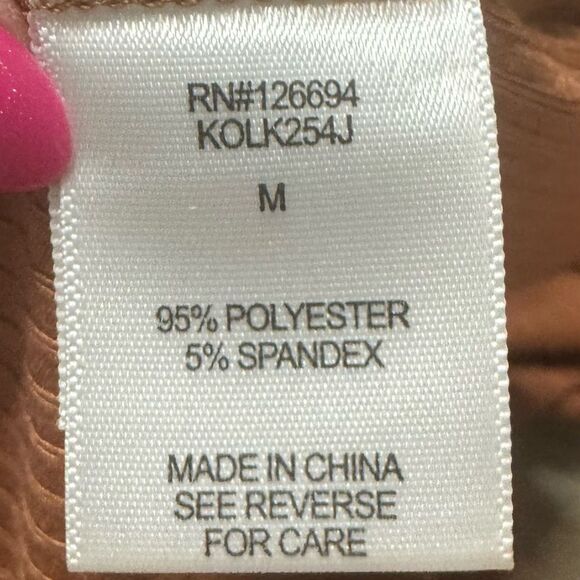 RN#126694
KOLK254J
M
95% POLYESTER
5% SPANDEX
MADE IN CHINA
SEE REVERSE
FOR CARE